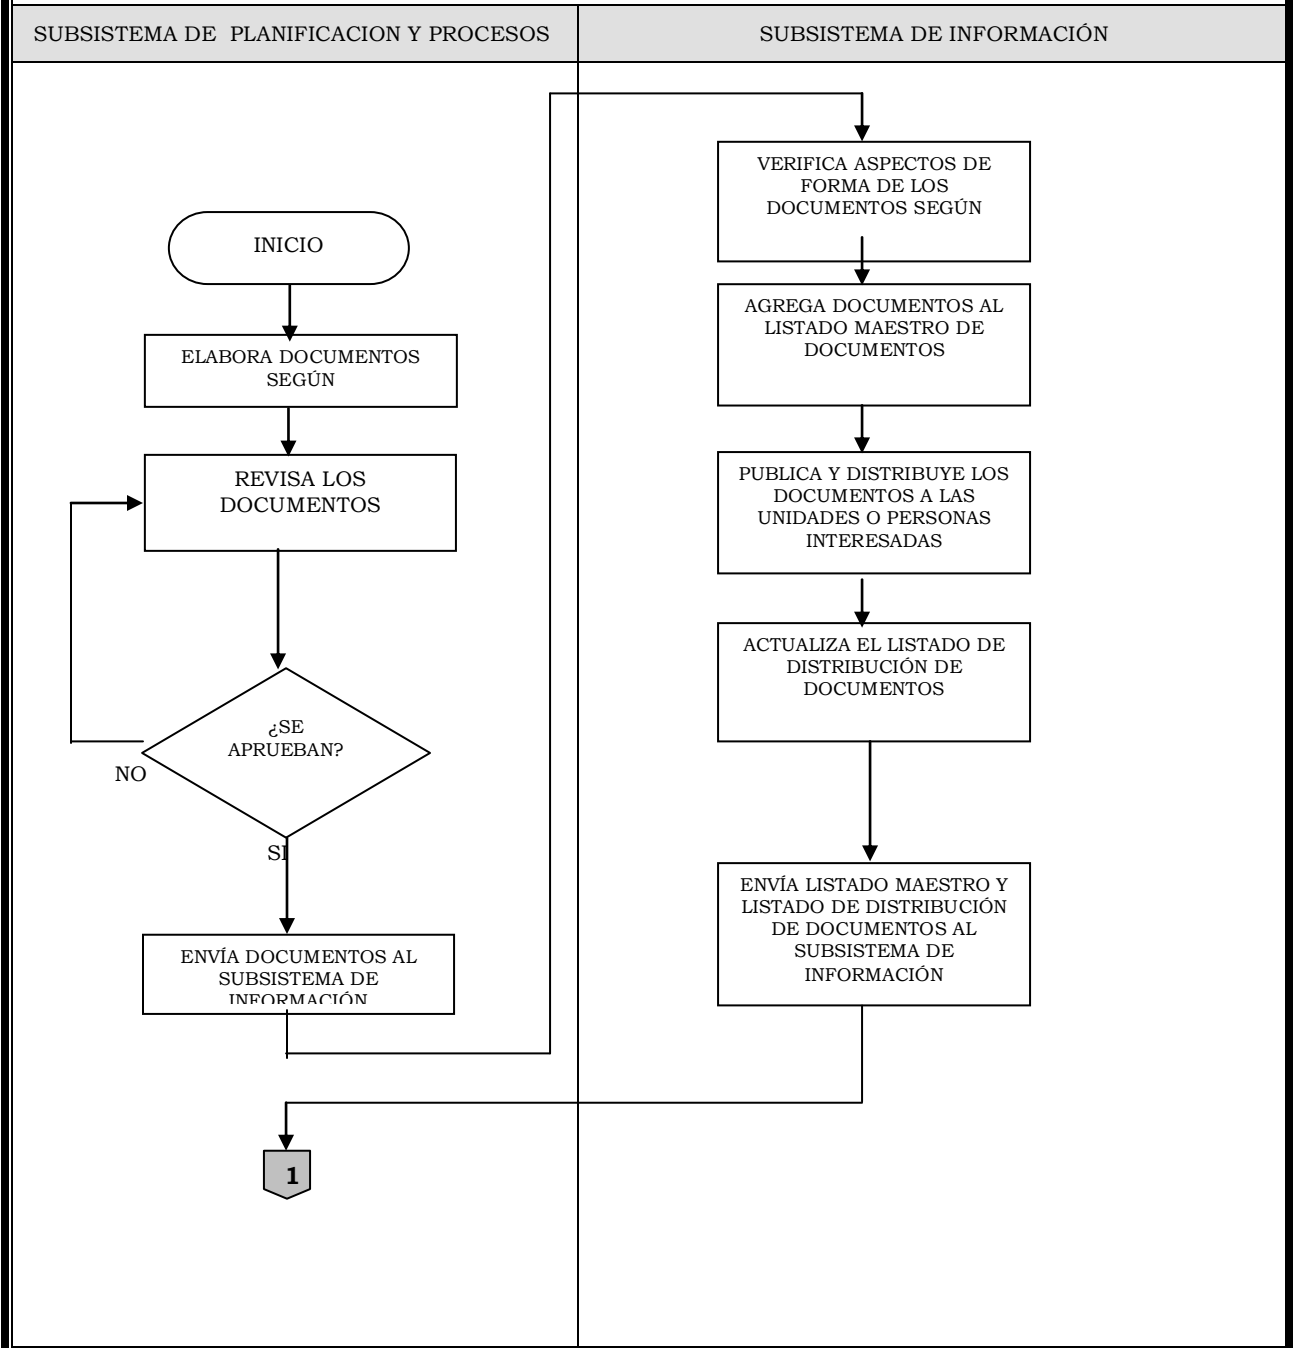 SUBSISTEMA DE PLANIFICACION Y PROCESOS
SUBSISTEMA DE INFORMACIÓN
INICIO
ELABORA DOCUMENTOS
SEGÚN
REVISA LOS
DOCUMENTOS
¿SE
APRUEBAN?
NO
SI
ENVÍA DOCUMENTOS AL
SUBSISTEMA DE
INFORMACIÓN
1
VERIFICA ASPECTOS DE
FORMA DE LOS
DOCUMENTOS SEGÚN
AGREGA DOCUMENTOS AL
LISTADO MAESTRO DE
DOCUMENTOS
PUBLICA Y DISTRIBUYE LOS
DOCUMENTOS A LAS
UNIDADES O PERSONAS
INTERESADAS
ACTUALIZA EL LISTADO DE
DISTRIBUCIÓN DE
DOCUMENTOS
ENVÍA LISTADO MAESTRO Y
LISTADO DE DISTRIBUCIÓN
DE DOCUMENTOS AL
SUBSISTEMA DE
INFORMACIÓN